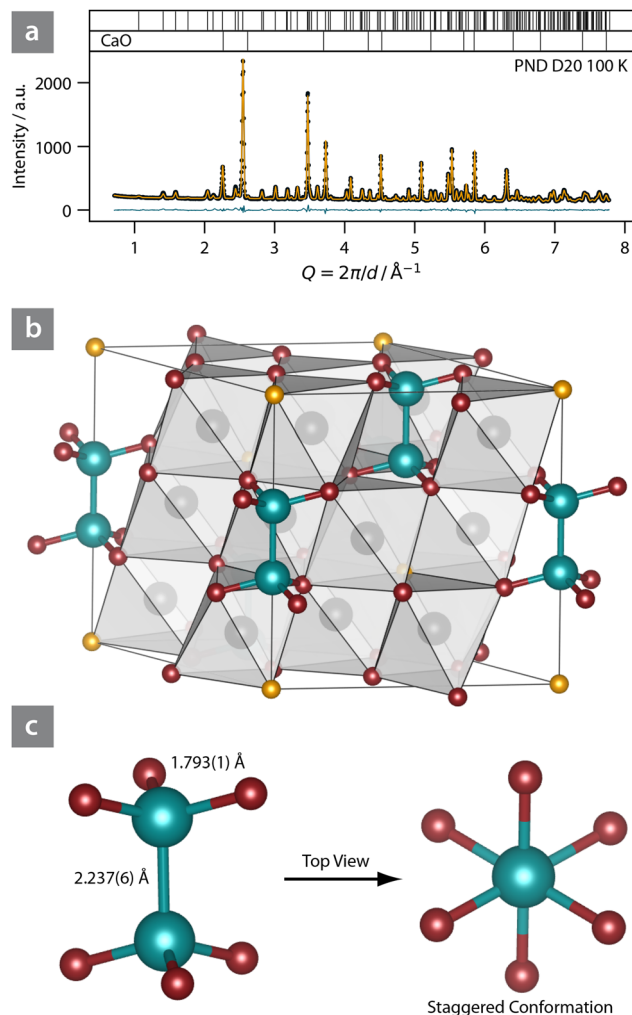 a
CaO
PND D20 100 K
Intensity / a.u.
2000
1000
0
1 2 3 4 5 6 7 8
Q = 2π/d / Å⁻¹
b
c
1.793(1) Å
2.237(6) Å
Top View
Staggered Conformation